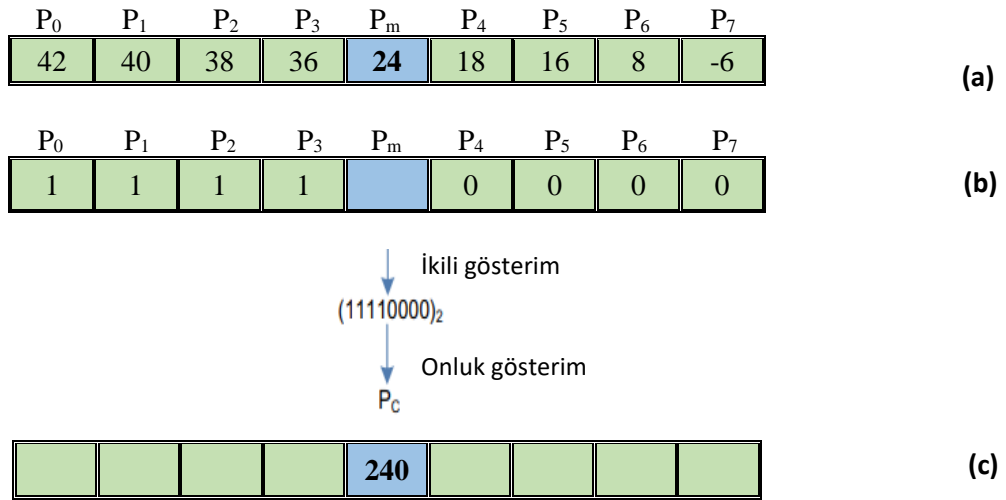 P₀ P₁ P₂ P₃ Pₘ P₄ P₅ P₆ P₇
42 40 38 36 24 18 16 8 -6 (a)
P₀ P₁ P₂ P₃ Pₘ P₄ P₅ P₆ P₇
1 1 1 1 0 0 0 0 (b)
İkili gösterim
(11110000)₂
Onluk gösterim
P_C
240 (c)